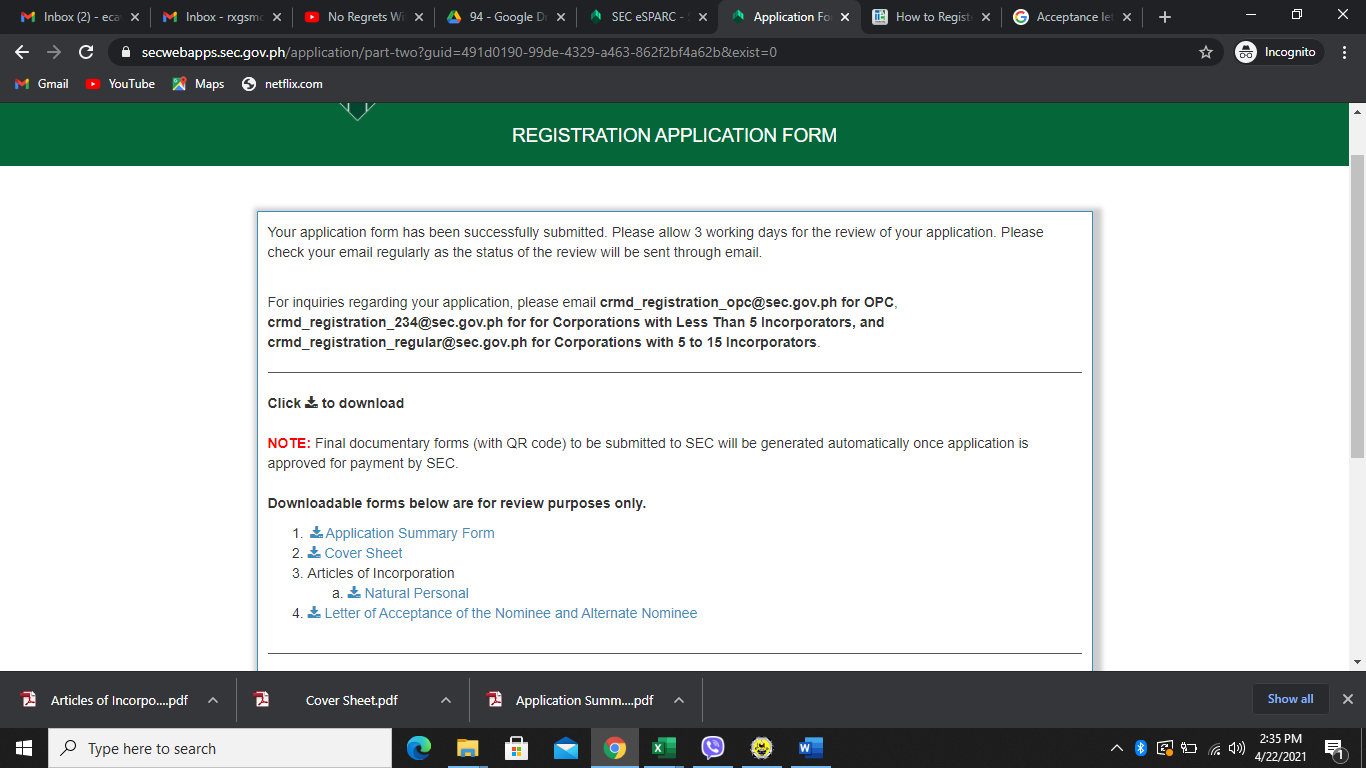 Inbox (2) - eca
Inbox - rxgsmc
No Regrets Wi
94 - Google Dr
SEC eSPARC -
Application Fo
How to Regist
Acceptance let
secwebapps.sec.gov.ph/application/part-two?guid=491d0190-99de-4329-a463-862f2bf4a62b&exist=0
Incognito
Gmail
YouTube
Maps
netflix.com
REGISTRATION APPLICATION FORM
Your application form has been successfully submitted. Please allow 3 working days for the review of your application. Please
check your email regularly as the status of the review will be sent through email.
For inquiries regarding your application, please email crmd_registration_opc@sec.gov.ph for OPC,
crmd_registration_234@sec.gov.ph for for Corporations with Less Than 5 Incorporators, and
crmd_registration_regular@sec.gov.ph for Corporations with 5 to 15 Incorporators.
Click to download
NOTE: Final documentary forms (with QR code) to be submitted to SEC will be generated automatically once application is
approved for payment by SEC.
Downloadable forms below are for review purposes only.
1. Application Summary Form
2. Cover Sheet
3. Articles of Incorporation
a. Natural Personal
4. Letter of Acceptance of the Nominee and Alternate Nominee
Articles of Incorpo....pdf
Cover Sheet.pdf
Application Summ....pdf
Show all
Type here to search
2:35 PM
4/22/2021
1